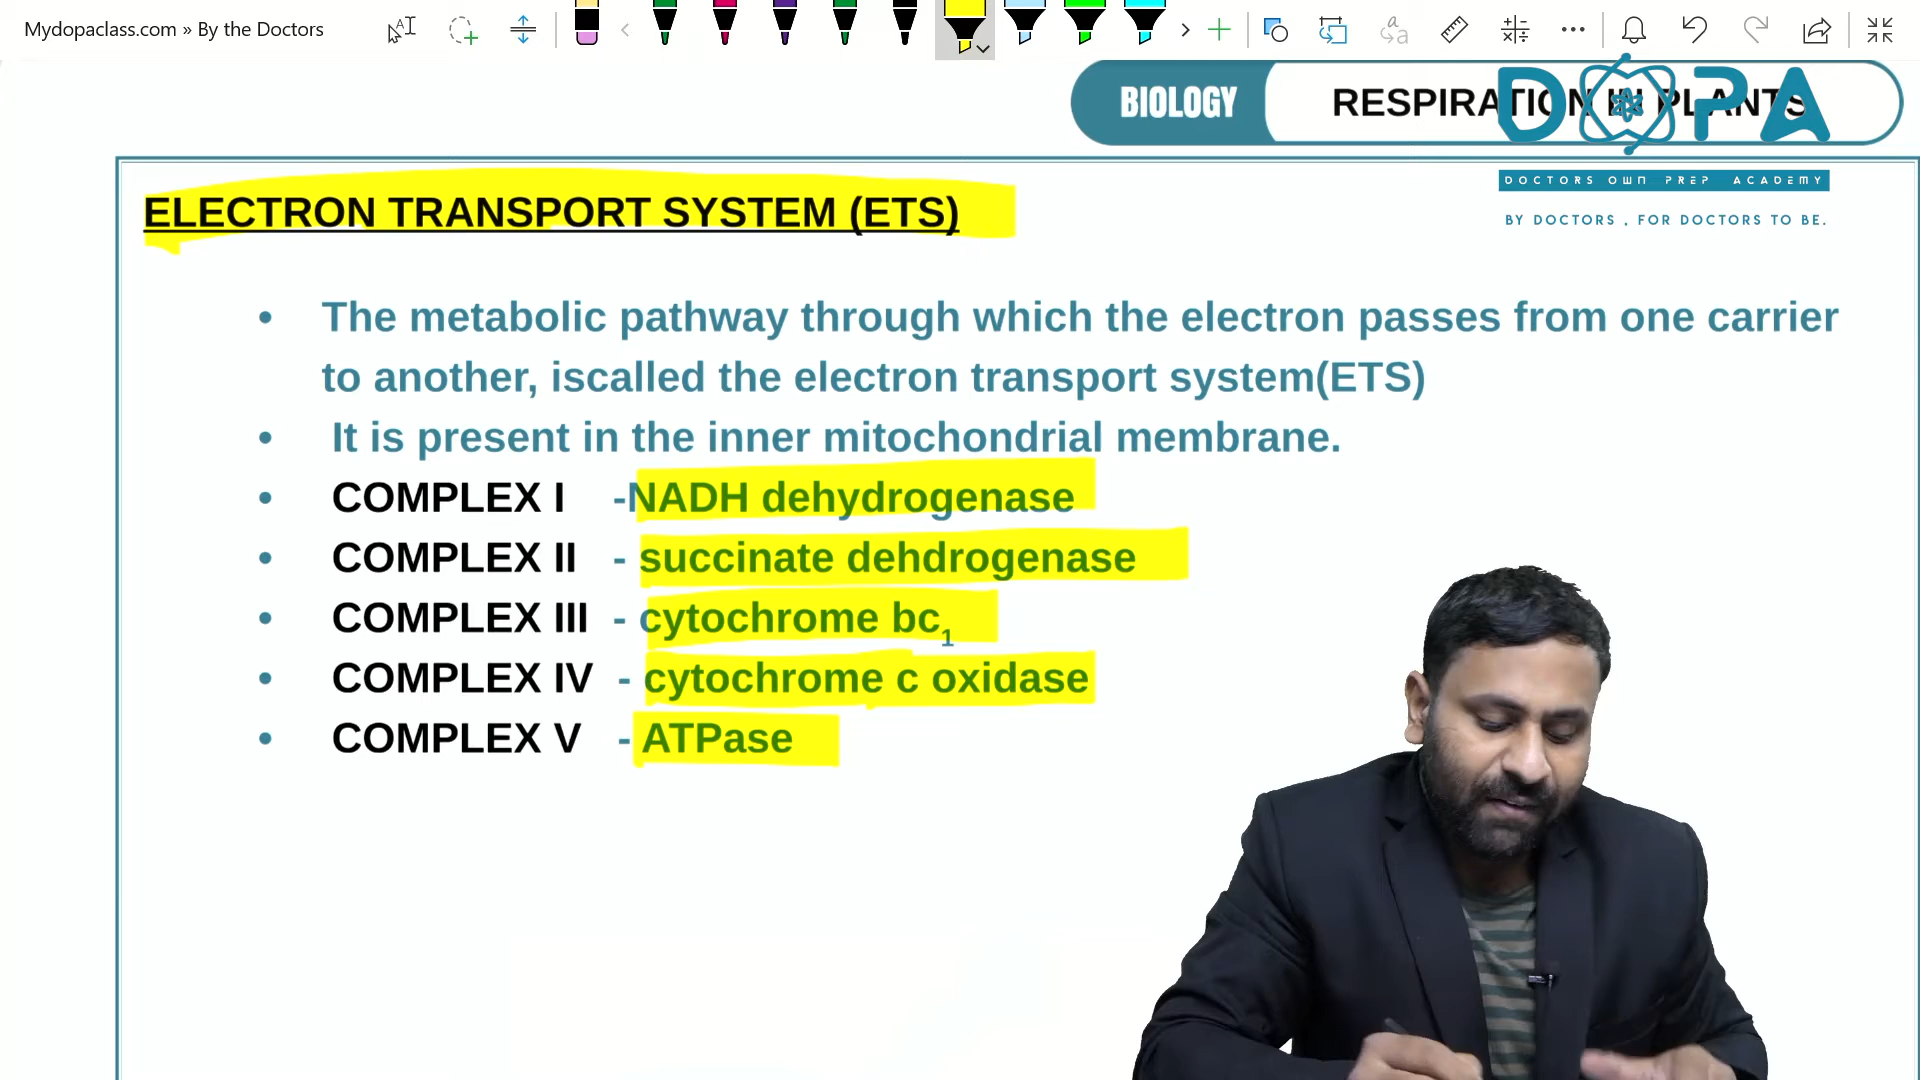 Mydopaclass.com » By the Doctors
BIOLOGY
RESPIRATION IN PLANTS
DOPA
DOCTORS OWN PREP ACADEMY
BY DOCTORS , FOR DOCTORS TO BE.
ELECTRON TRANSPORT SYSTEM (ETS)
• The metabolic pathway through which the electron passes from one carrier
to another, iscalled the electron transport system(ETS)
• It is present in the inner mitochondrial membrane.
• COMPLEX I -NADH dehydrogenase
• COMPLEX II - succinate dehdrogenase
• COMPLEX III - cytochrome bc1
• COMPLEX IV - cytochrome c oxidase
• COMPLEX V - ATPase